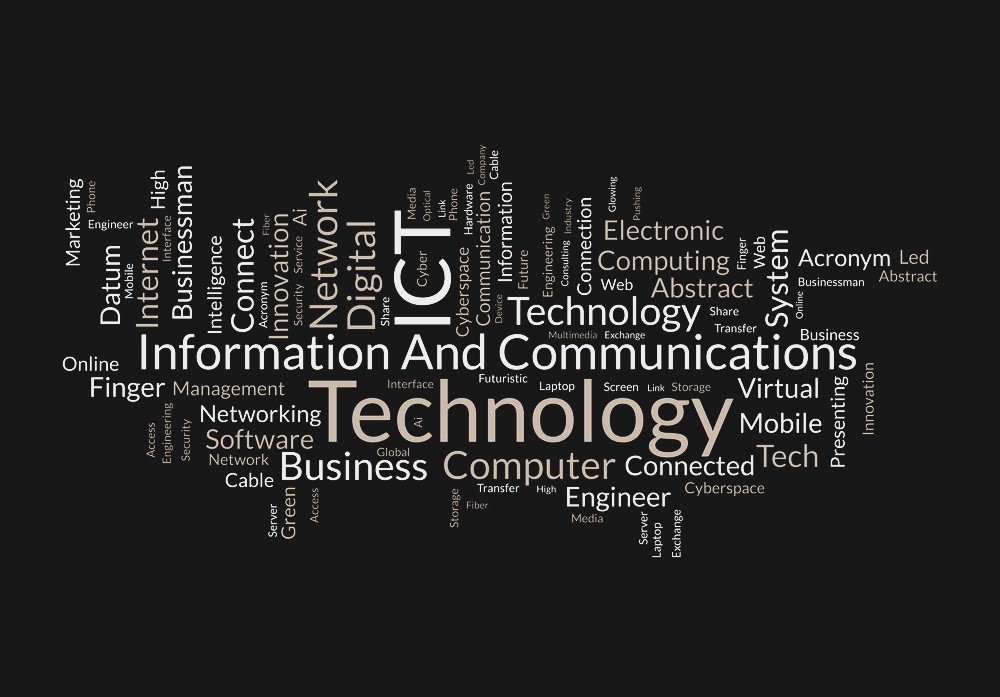 Marketing
Phone
Engineer
Datum
Mobile
Internet
High
Interface
Businessman
Intelligence
Connect
Fiber
Acronym
Innovation
Ai
Service
Security
Network
Digital
Share
ICT
Media
Optical
Link
Phone
Cyber
Cyberspace
Hardware
Led
Company
Cable
Communication
Information
Device
Future
Green
Engineering
Industry
Consulting
Connection
Glowing
Pushing
Electronic
Computing
Web
Abstract
Finger
Web
System
Online
Acronym
Led
Abstract
Businessman
Technology
Share
Transfer
Multimedia
Exchange
Business
Information And Communications
Online
Finger
Management
Interface
Futuristic
Laptop
Screen
Link
Storage
Virtual
Presenting
Innovation
Technology
Ai
Networking
Mobile
Access
Engineering
Security
Software
Network
Global
Business
Computer
Connected
Tech
Cable
Transfer
High
Engineer
Cyberspace
Server
Green
Access
Storage
Fiber
Media
Server
Laptop
Exchange